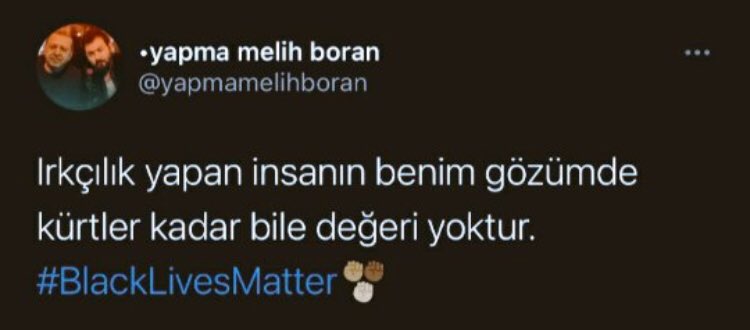 •yapma melih boran
@yapmamelihboran
Irkçılık yapan insanın benim gözümde
kürtler kadar bile değeri yoktur.
#BlackLivesMatter